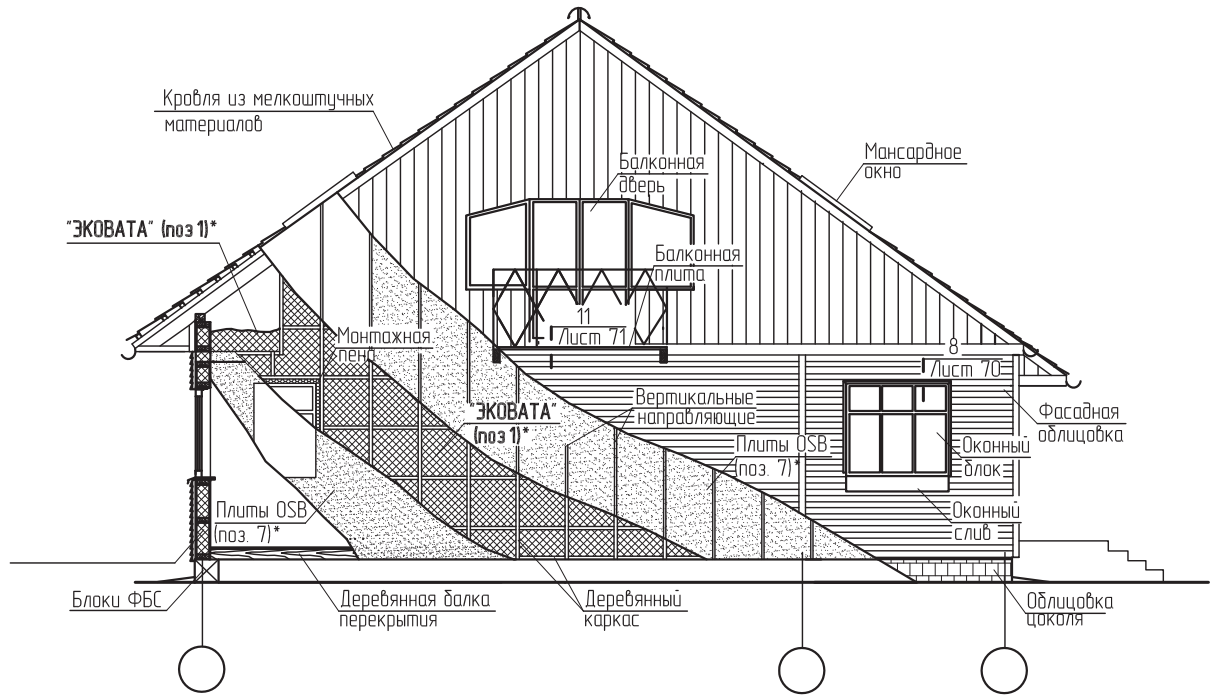 Кровля из мелкоштучных
материалов
Мансардное
окно
Балконная
дверь
"ЭКОВАТА" (поз 1)*
Балконная
плита
11
Лист 71
Монтажная
пена
8
Лист 70
"ЭКОВАТА"
(поз 1)*
Вертикальные
направляющие
Фасадная
облицовка
Плиты OSB
(поз. 7)*
Оконный
блок
Плиты OSB
(поз. 7)*
Оконный
слив
Блоки ФБС
Деревянная балка
перекрытия
Деревянный
каркас
Облицовка
цоколя